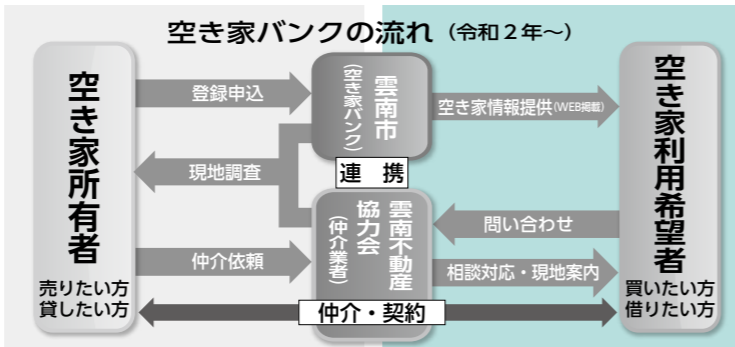 空き家バンクの流れ（令和２年〜）
空き家所有者
売りたい方
貸したい方
登録申込
現地調査
仲介依頼
雲南市
（空き家バンク）
連　携
雲南不動産
協力会
（仲介業者）
空き家情報提供(WEB掲載)
問い合わせ
相談対応・現地案内
仲介・契約
空き家利用希望者
買いたい方
借りたい方